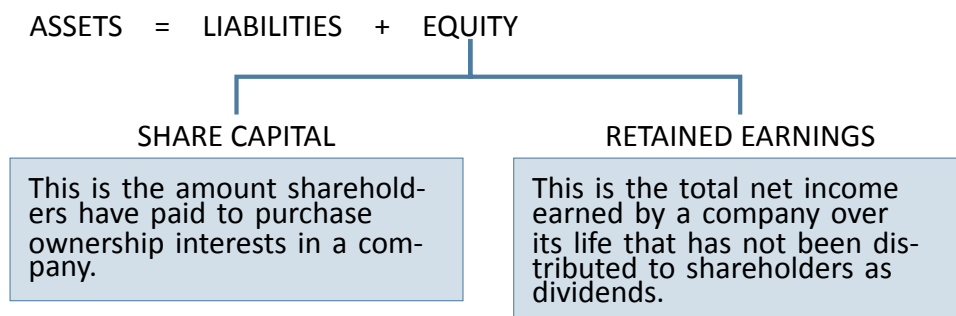 ASSETS = LIABILITIES + EQUITY
SHARE CAPITAL
This is the amount sharehold-
ers have paid to purchase
ownership interests in a com-
pany.
RETAINED EARNINGS
This is the total net income
earned by a company over
its life that has not been dis-
tributed to shareholders as
dividends.